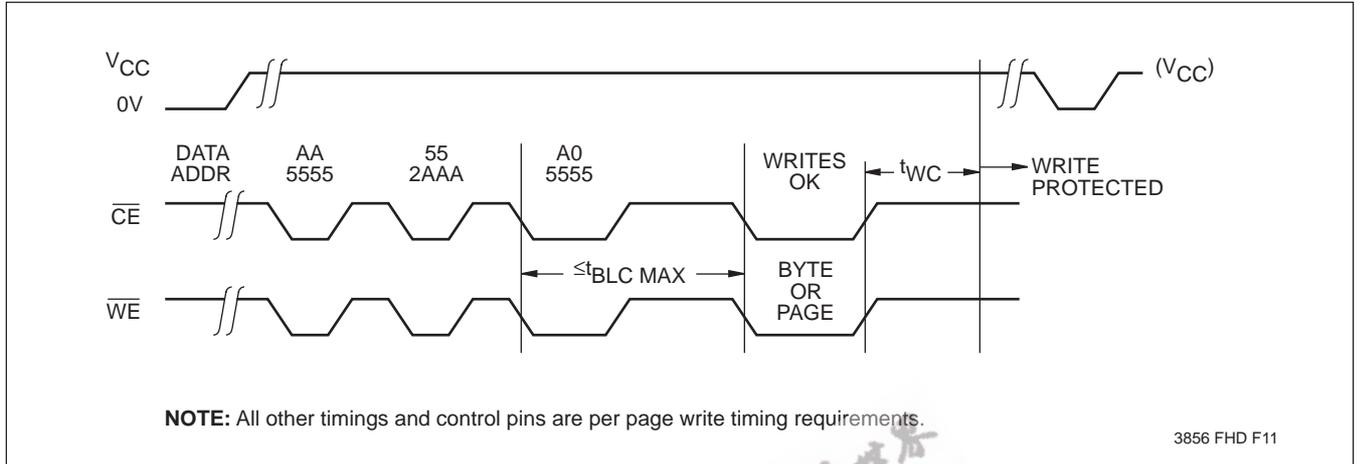 VCC
0V
(VCC)
DATA AA 55 A0 WRITES
ADDR 5555 2AAA 5555 OK
tWC
WRITE
PROTECTED
CE
≤tBLC MAX
BYTE
OR
PAGE
WE
NOTE: All other timings and control pins are per page write timing requirements.
3856 FHD F11